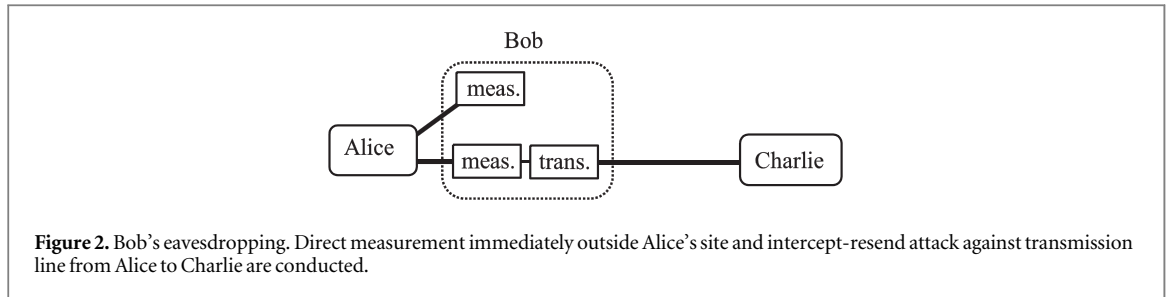 Bob
meas.
Alice
meas.
trans.
Charlie
Figure 2. Bob's eavesdropping. Direct measurement immediately outside Alice's site and intercept-resend attack against transmission
line from Alice to Charlie are conducted.